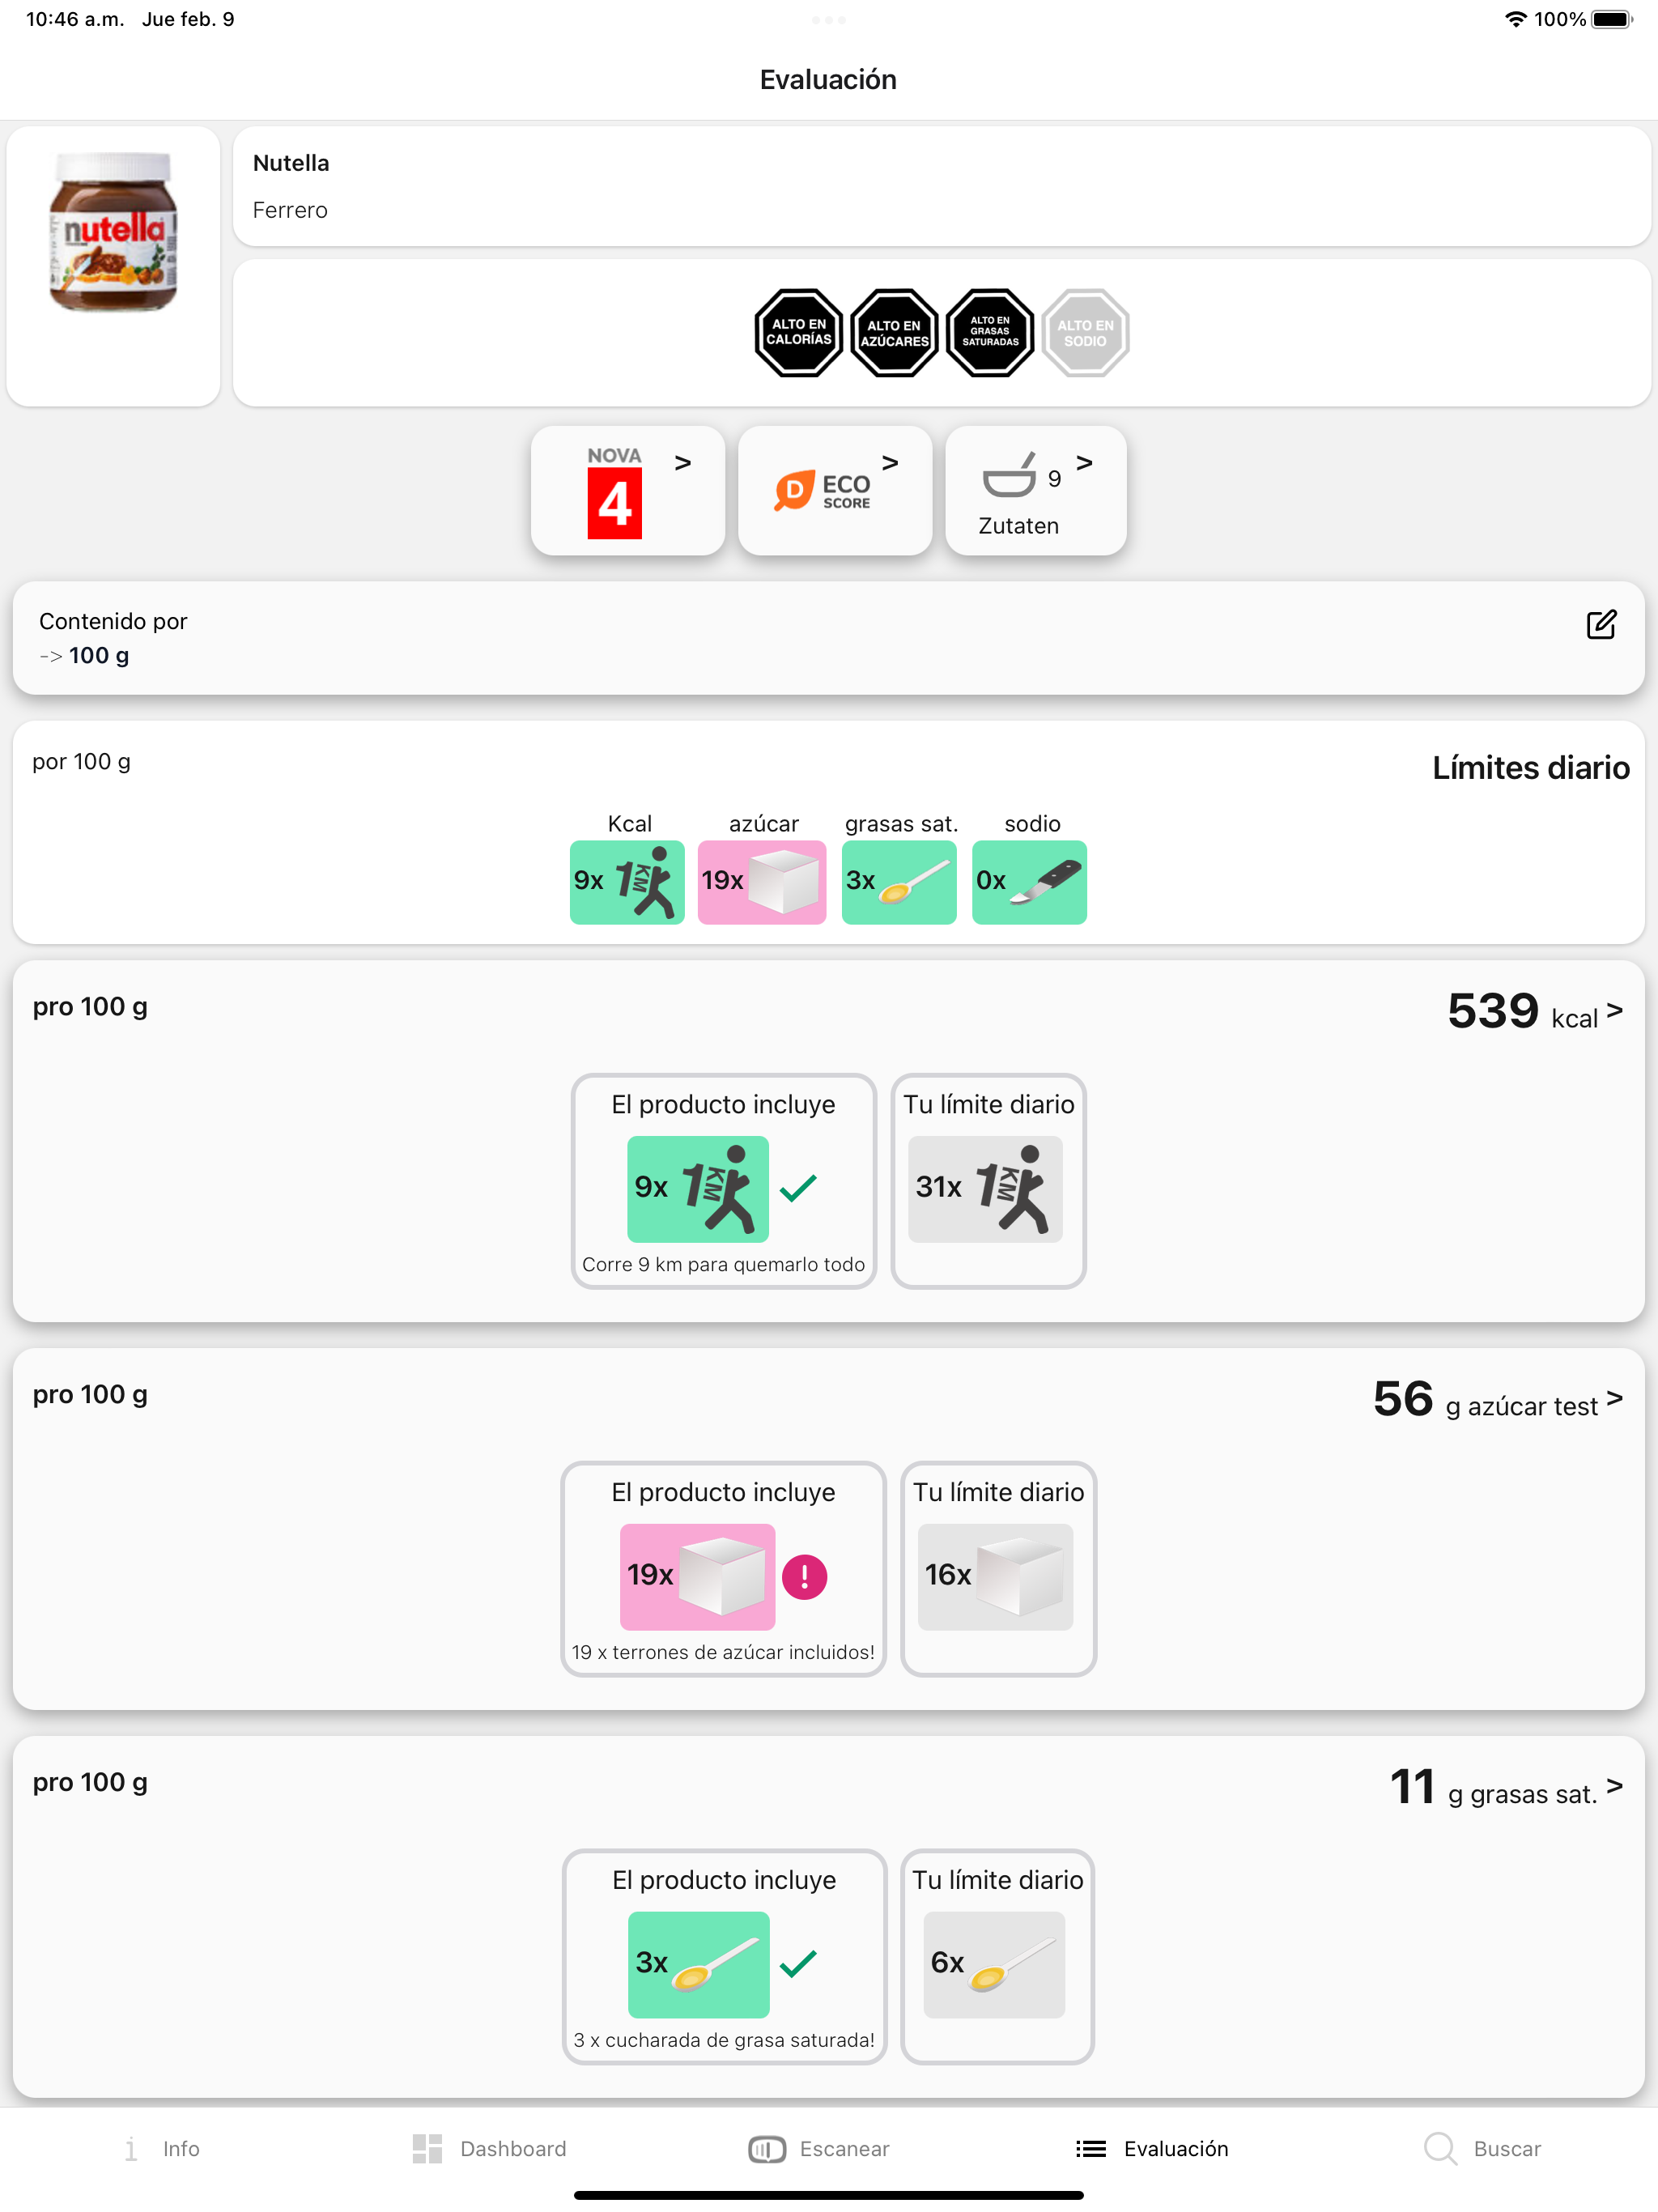 10:46 a.m. Jue feb. 9
100%
Evaluación
nutella
Nutella
Ferrero
ALTO EN CALORÍAS
ALTO EN AZÚCARES
ALTO EN GRASAS SATURADAS
ALTO EN SODIO
NOVA
4
>
D ECO SCORE
>
9
>
Zutaten
Contenido por
-> 100 g
por 100 g
Límites diario
Kcal azúcar grasas sat. sodio
9x 1 KM 19x 3x 0x
pro 100 g
539 kcal >
El producto incluye
9x 1 KM
Corre 9 km para quemarlo todo
Tu límite diario
31x 1 KM
pro 100 g
56 g azúcar test >
El producto incluye
19x !
19 x terrones de azúcar incluidos!
Tu límite diario
16x
pro 100 g
11 g grasas sat. >
El producto incluye
3x
3 x cucharada de grasa saturada!
Tu límite diario
6x
i Info
Dashboard
Escanear
Evaluación
Buscar